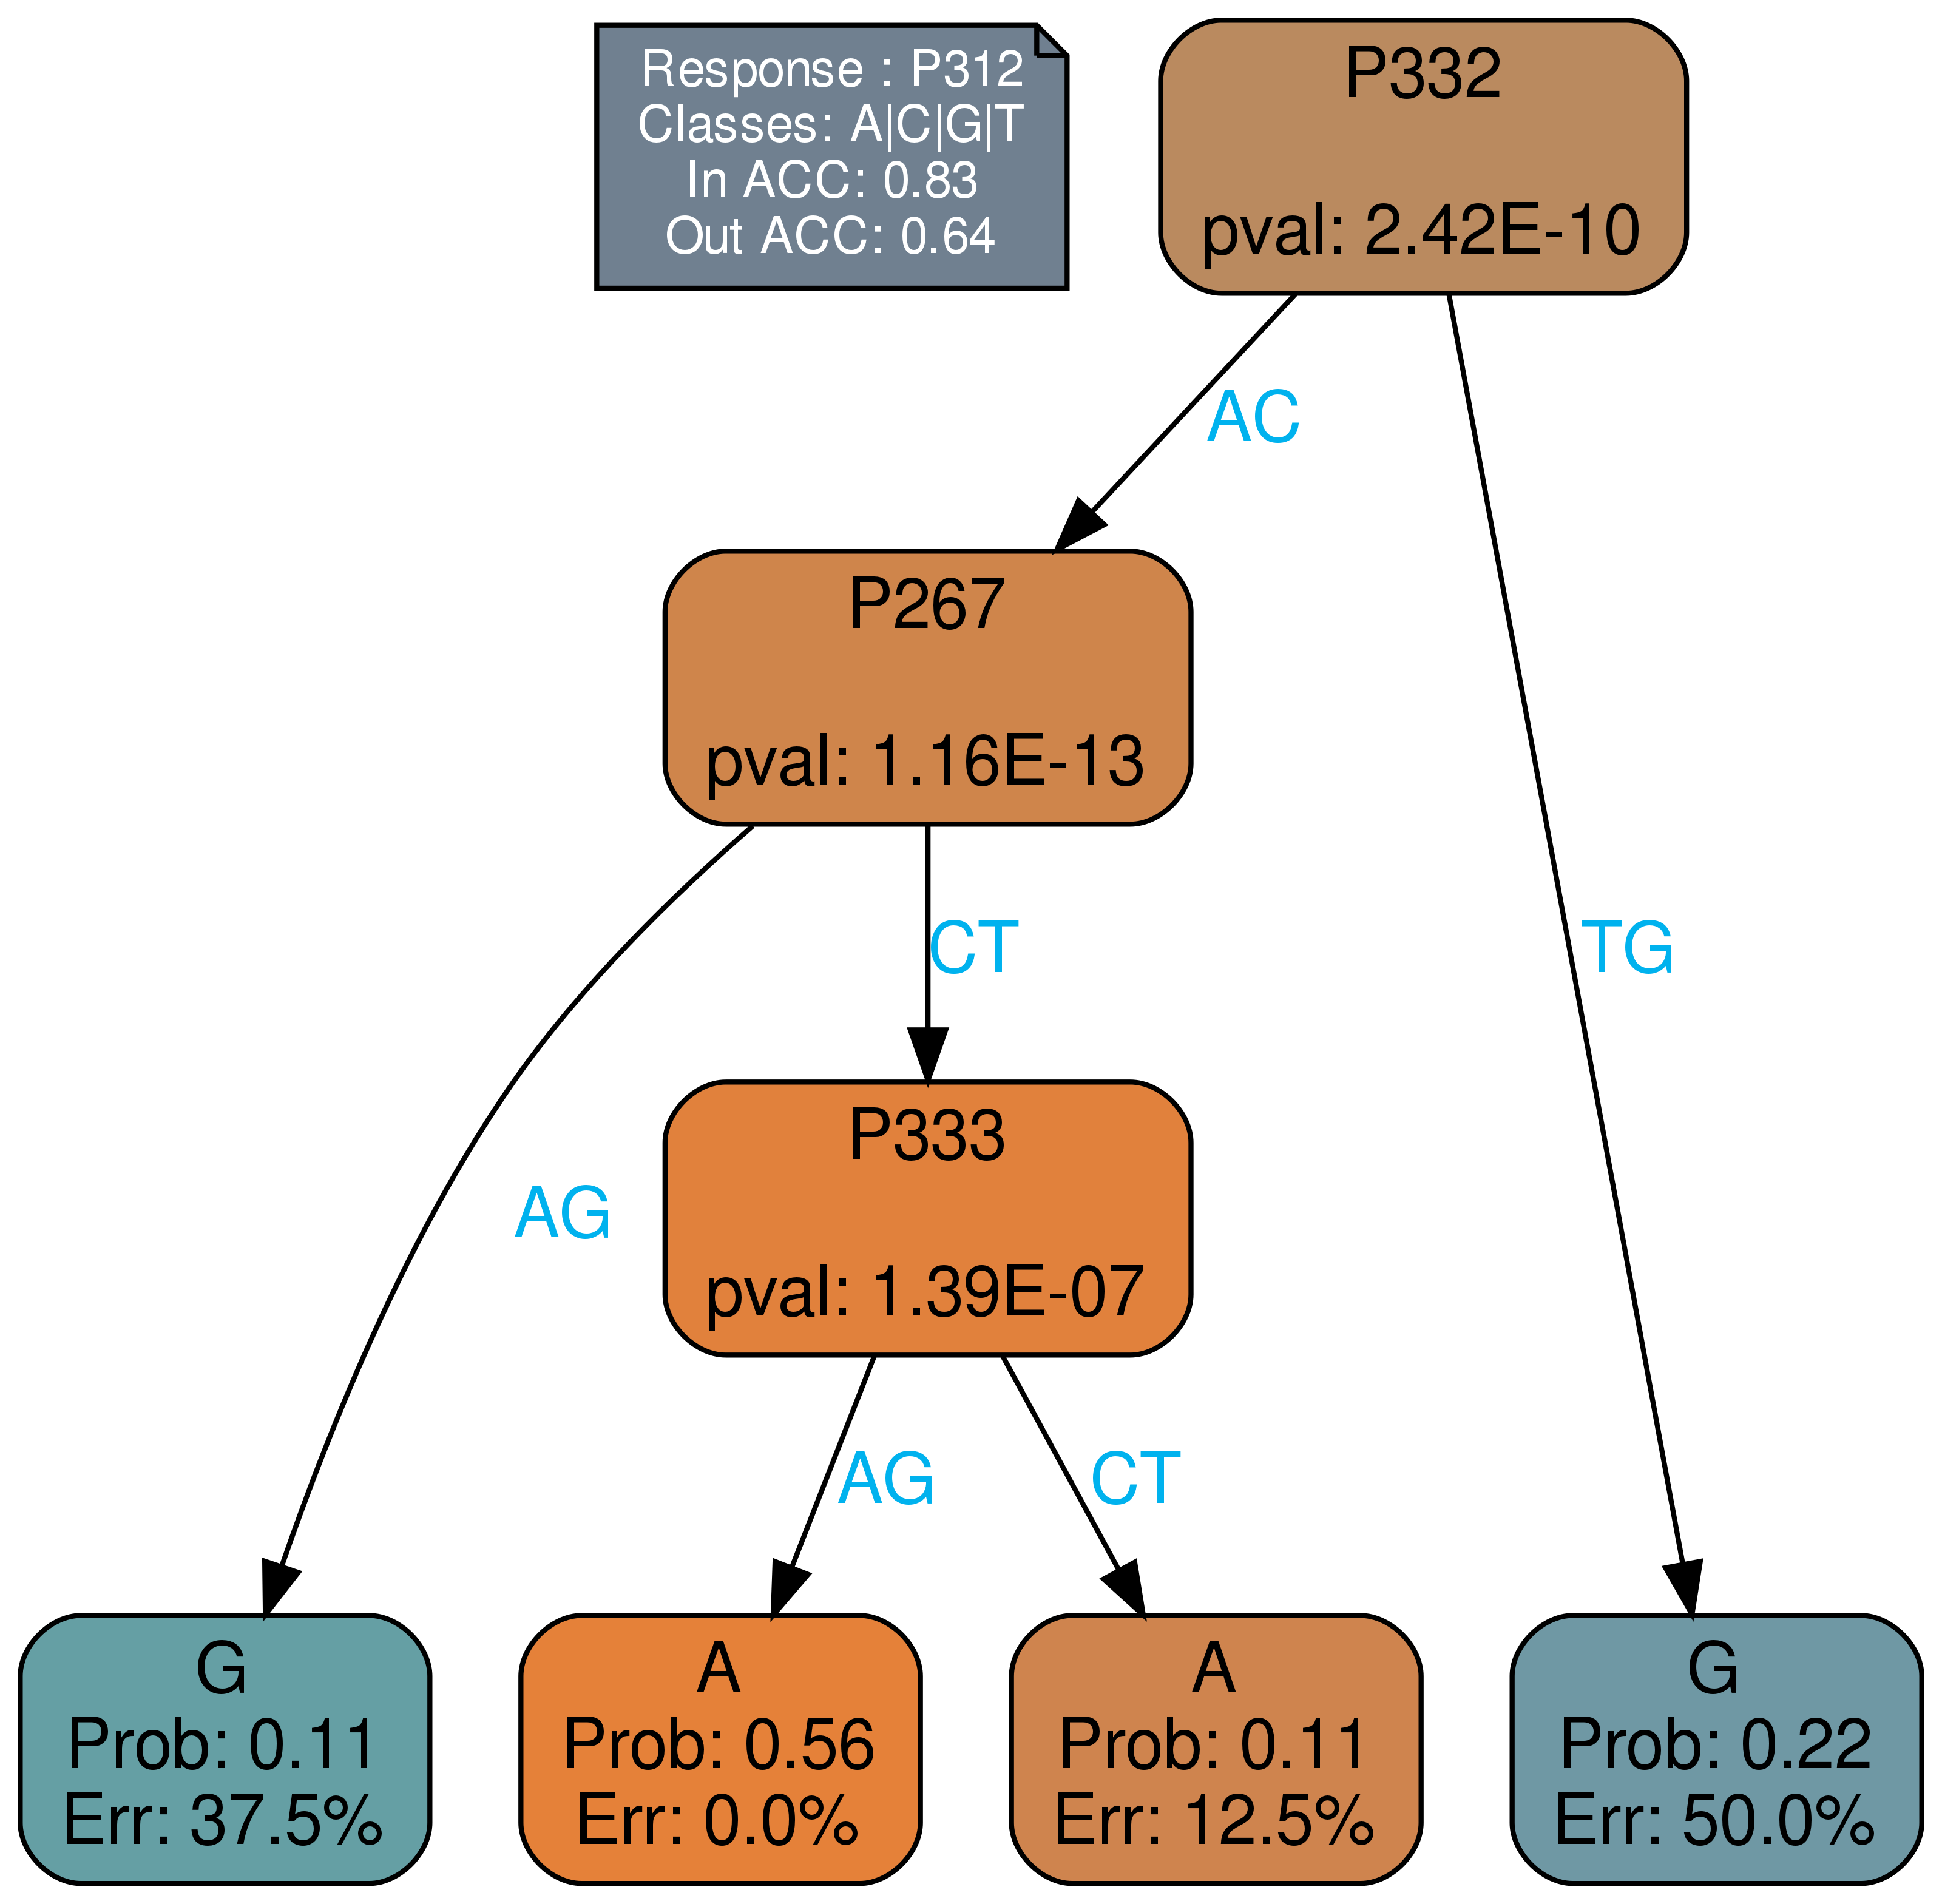 Response : P312
Classes: A|C|G|T
In ACC: 0.83
Out ACC: 0.64
P332
pval: 2.42E-10
AC
P267
pval: 1.16E-13
CT
TG
P333
pval: 1.39E-07
AG
AG
CT
G
Prob: 0.11
Err: 37.5%
A
Prob: 0.56
Err: 0.0%
A
Prob: 0.11
Err: 12.5%
G
Prob: 0.22
Err: 50.0%